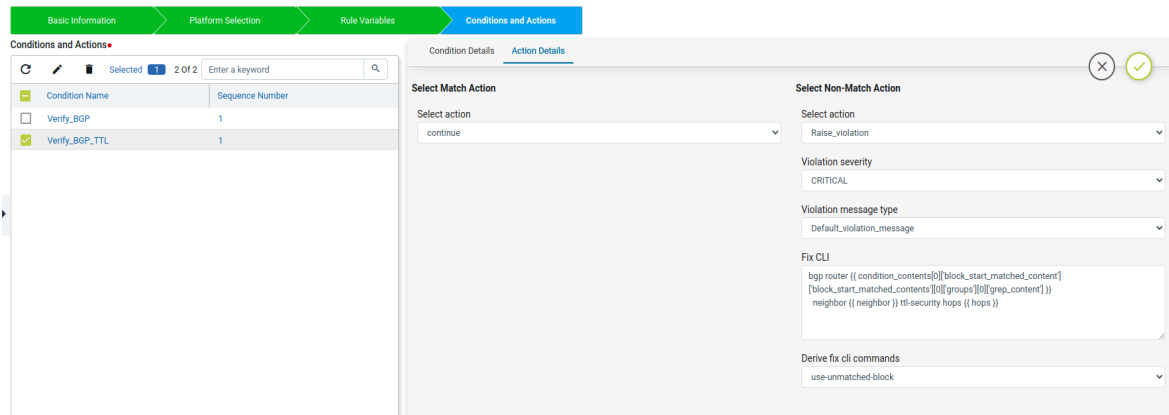 Basic Information
Platform Selection
Rule Variables
Conditions and Actions
Conditions and Actions
Selected 1 2 Of 2 Enter a keyword
Condition Name Sequence Number
Verify_BGP 1
Verify_BGP_TTL 1
Condition Details Action Details
Select Match Action
Select action
continue
Select Non-Match Action
Select action
Raise_violation
Violation severity
CRITICAL
Violation message type
Default_violation_message
Fix CLI
bgp router {{ condition_contents[0]['block_start_matched_content']
['block_start_matched_contents'][0]['groups'][0]['grep_content'] }}
neighbor {{ neighbor }} ttl-security hops {{ hops }}
Derive fix cli commands
use-unmatched-block